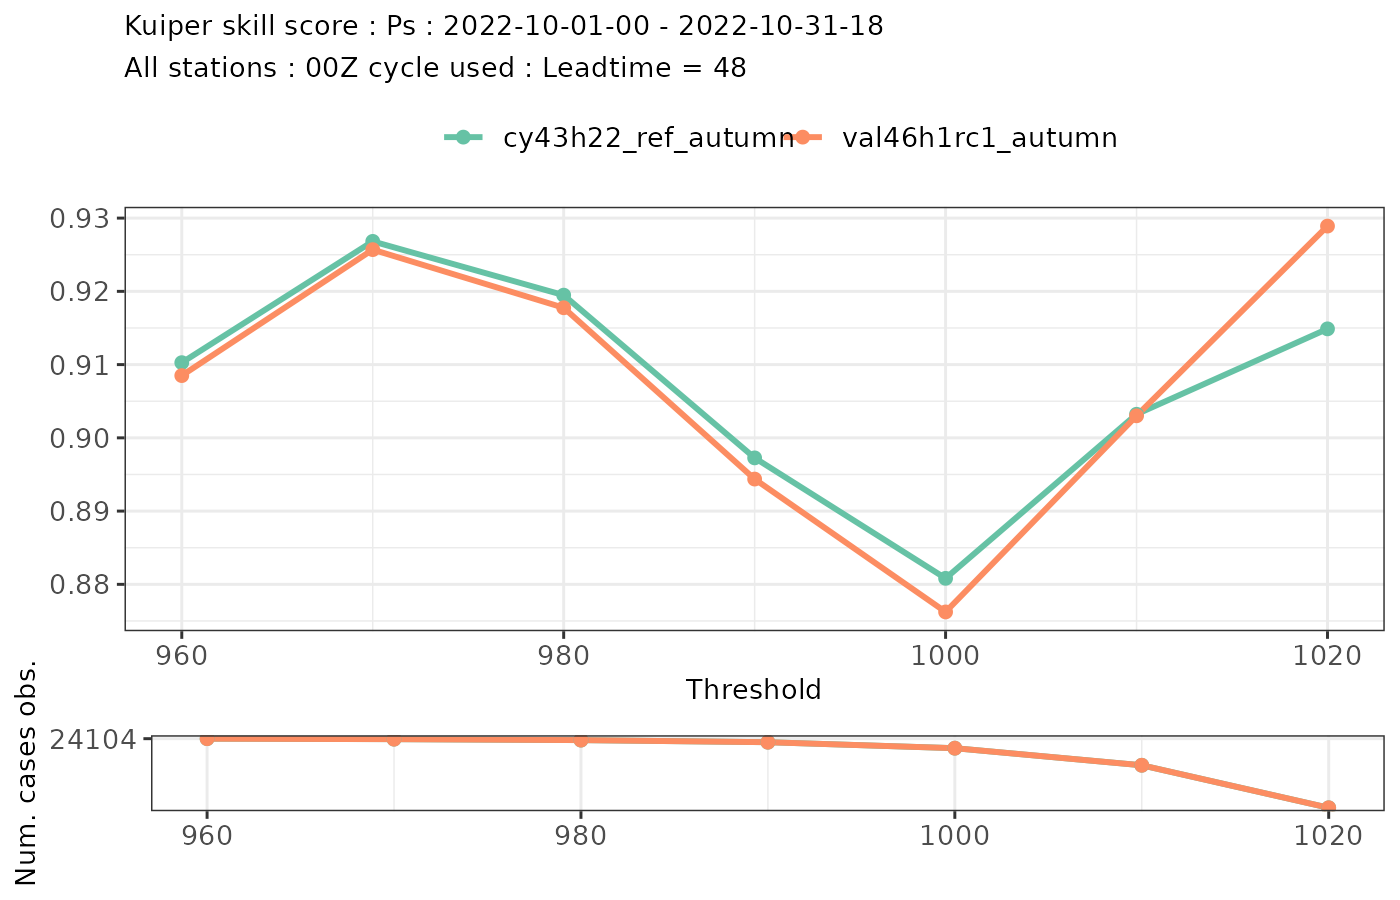 Kuiper skill score : Ps : 2022-10-01-00 - 2022-10-31-18
All stations : 00Z cycle used : Leadtime = 48
cy43h22_ref_autumn val46h1rc1_autumn
0.93
0.92
0.91
0.90
0.89
0.88
960 980 1000 1020
Threshold
Num. cases obs.
24104
960 980 1000 1020